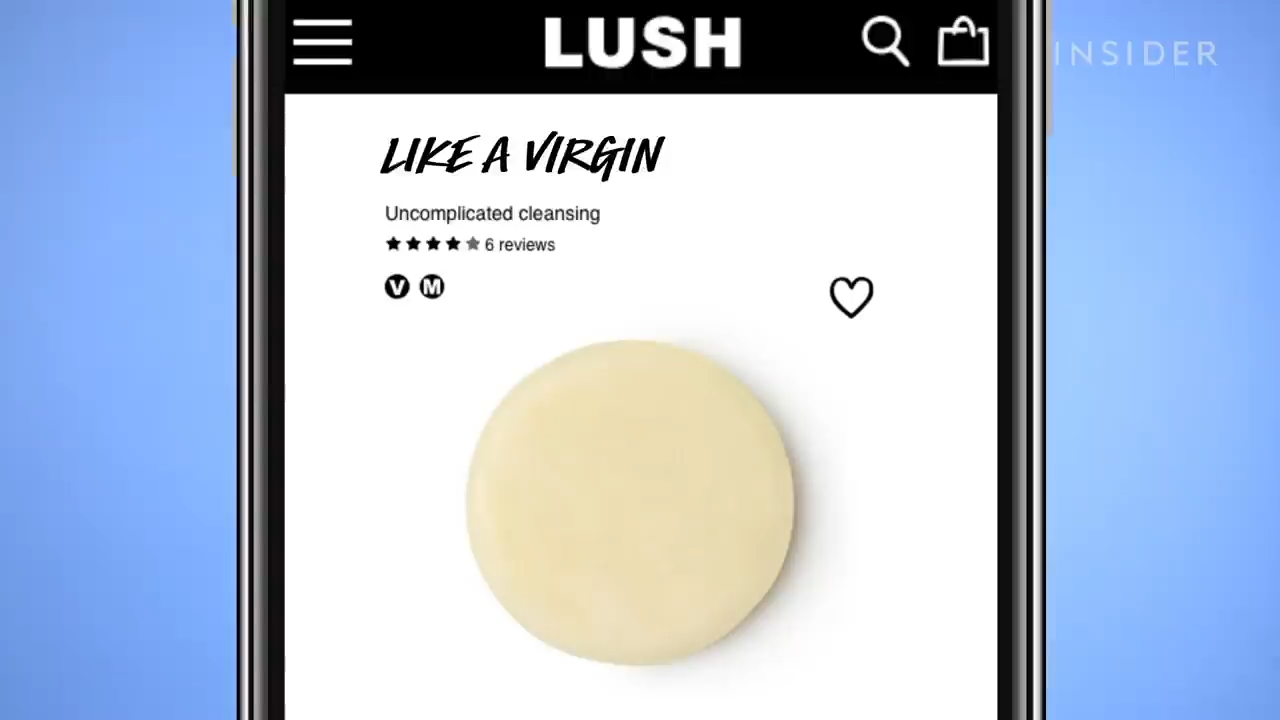 LUSH
INSIDER
LIKE A VIRGIN
Uncomplicated cleansing
6 reviews
V M